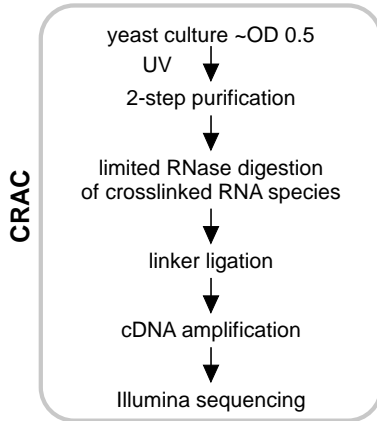 CRAC
yeast culture ~OD 0.5
UV
2-step purification
limited RNase digestion
of crosslinked RNA species
linker ligation
cDNA amplification
Illumina sequencing